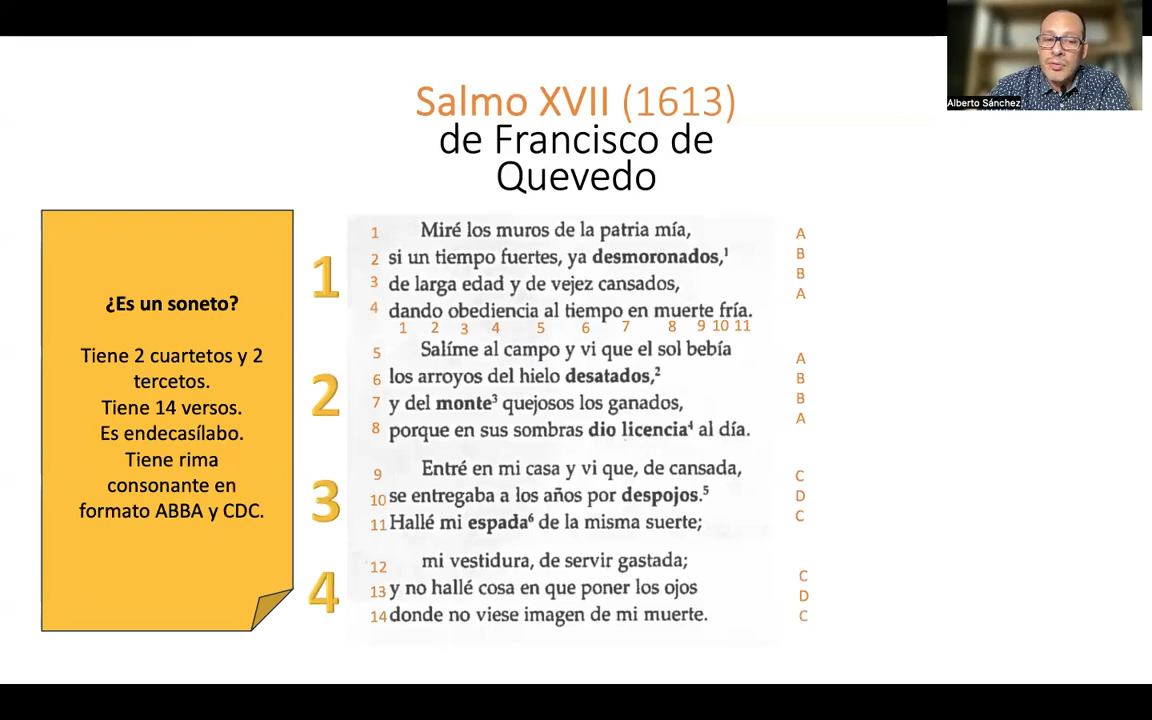 Alberto Sánchez
Salmo XVII (1613)
de Francisco de
Quevedo
¿Es un soneto?
Tiene 2 cuartetos y 2
tercetos.
Tiene 14 versos.
Es endecasílabo.
Tiene rima
consonante en
formato ABBA y CDC.
1
1 Miré los muros de la patria mía, A
2 si un tiempo fuertes, ya desmoronados,¹ B
3 de larga edad y de vejez cansados, B
4 dando obediencia al tiempo en muerte fría. A
1 2 3 4 5 6 7 8 9 10 11
2
5 Salíme al campo y vi que el sol bebía A
6 los arroyos del hielo desatados,² B
7 y del monte³ quejosos los ganados, B
8 porque en sus sombras dio licencia⁴ al día. A
3
9 Entré en mi casa y vi que, de cansada, C
10 se entregaba a los años por despojos.⁵ D
11 Hallé mi espada⁶ de la misma suerte; C
4
12 mi vestidura, de servir gastada; C
13 y no hallé cosa en que poner los ojos D
14 donde no viese imagen de mi muerte. C